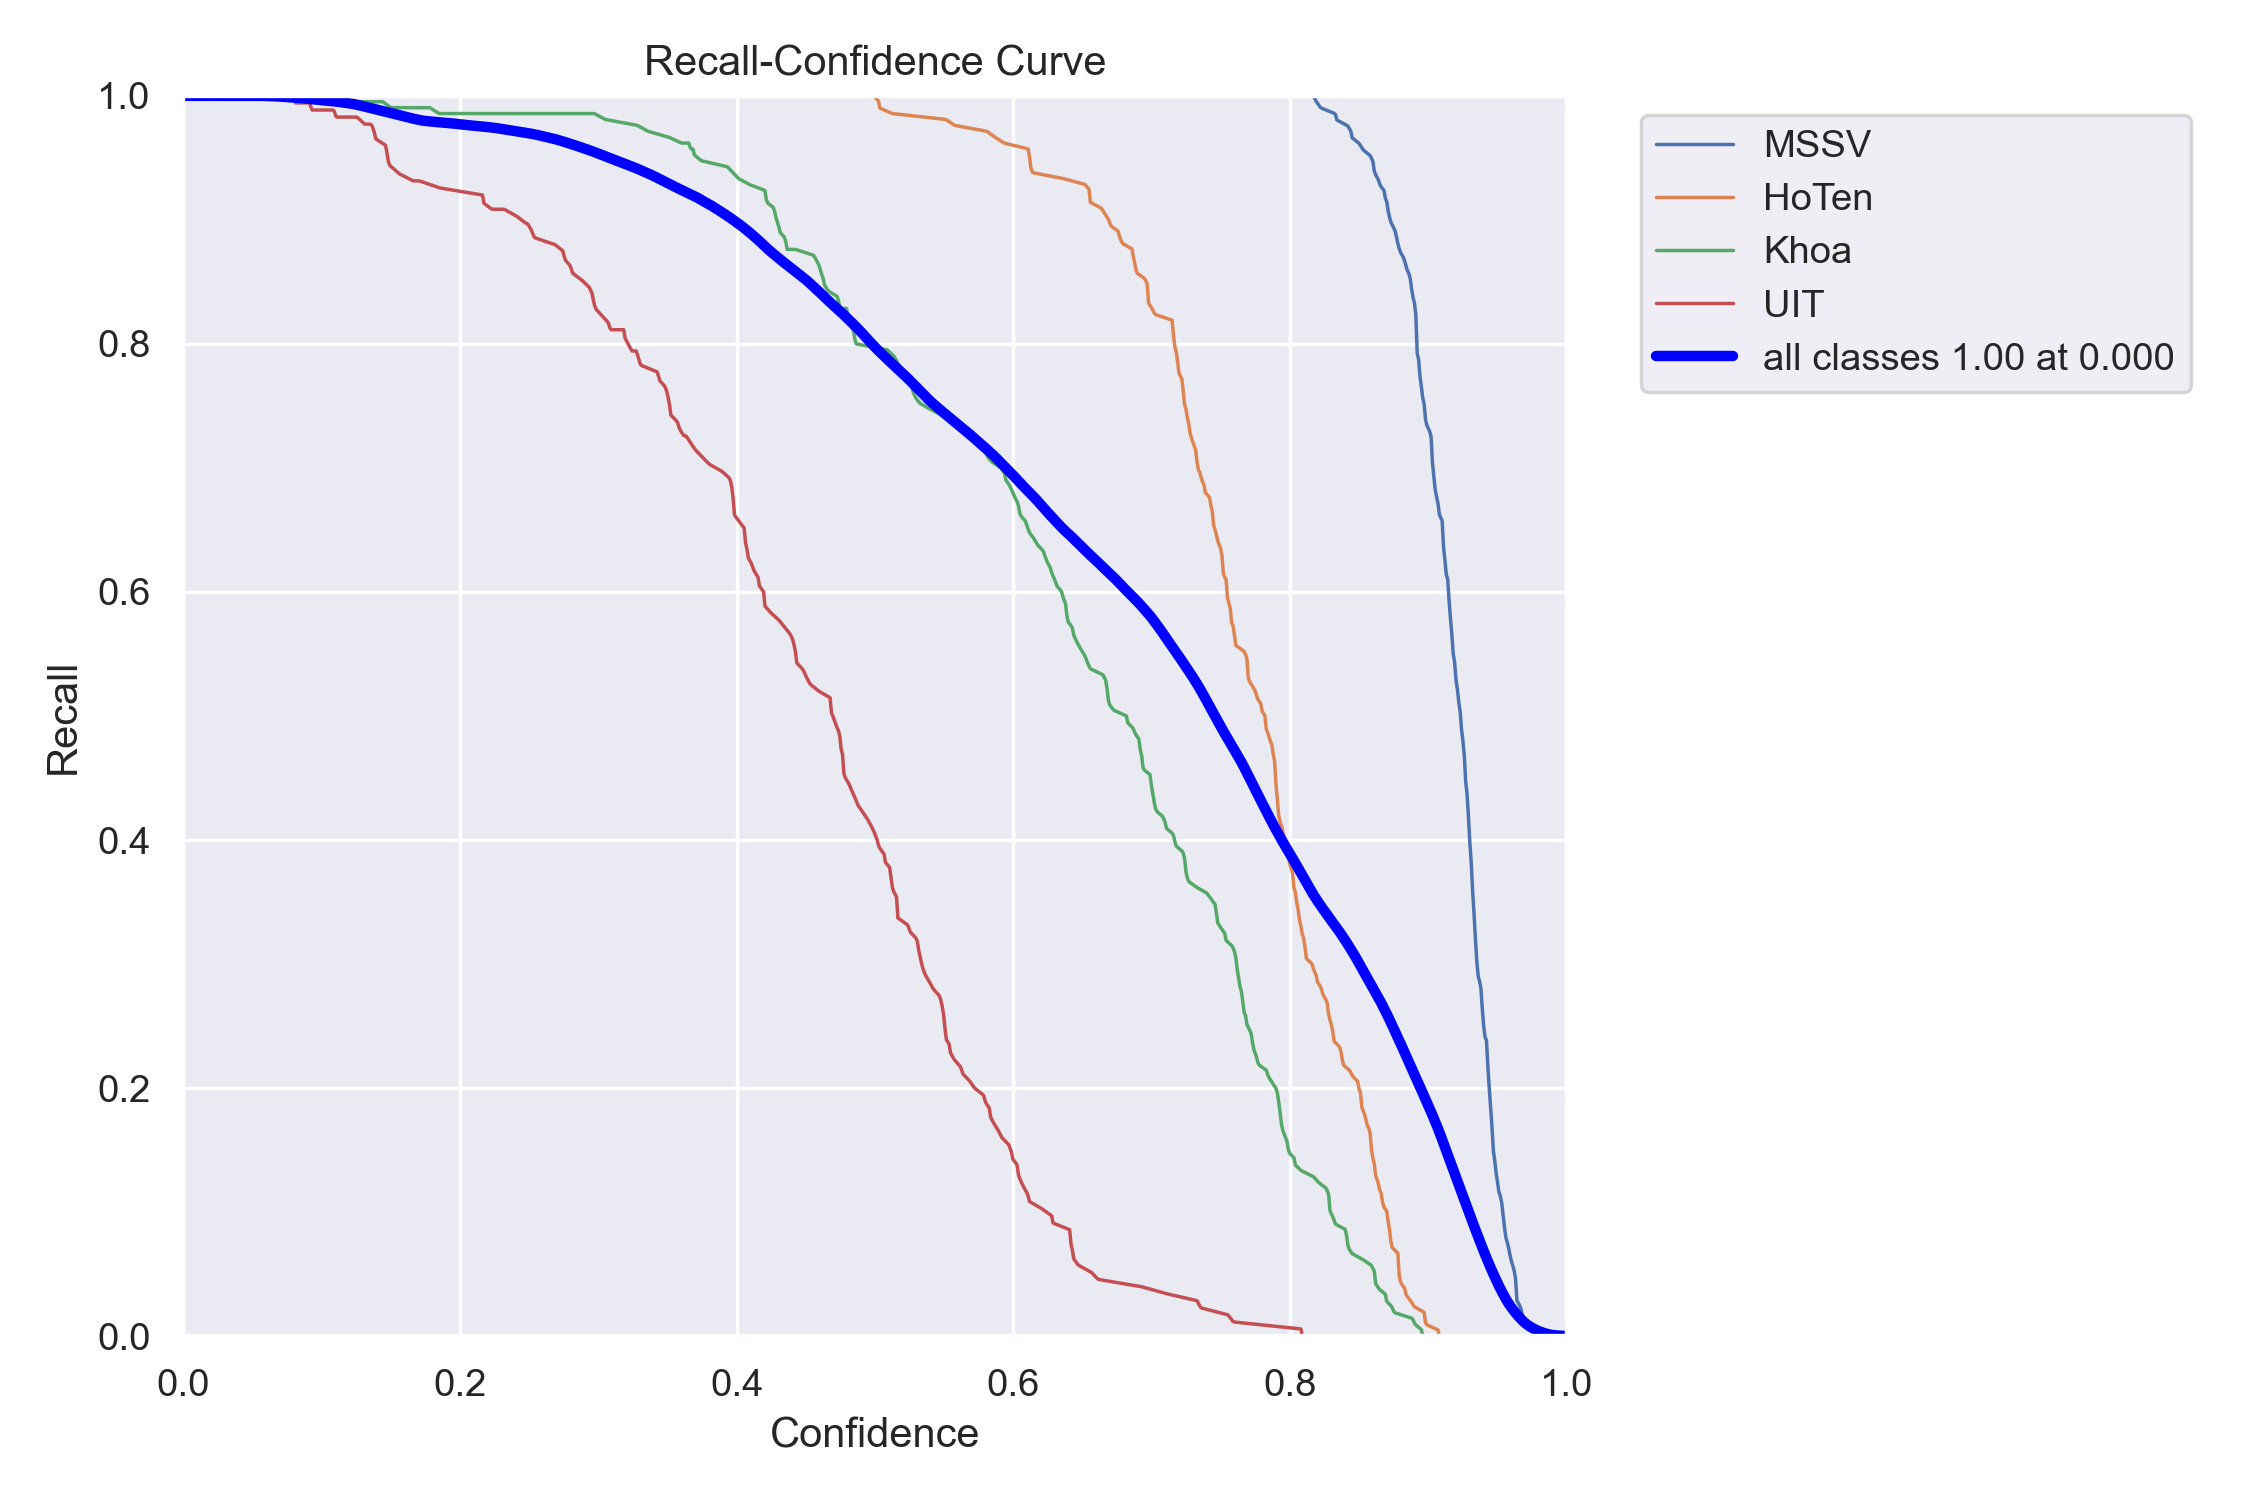 Recall-Confidence Curve
1.0
0.8
0.6
0.4
0.2
0.0
Recall
0.0 0.2 0.4 0.6 0.8 1.0
Confidence
MSSV
HoTen
Khoa
UIT
all classes 1.00 at 0.000